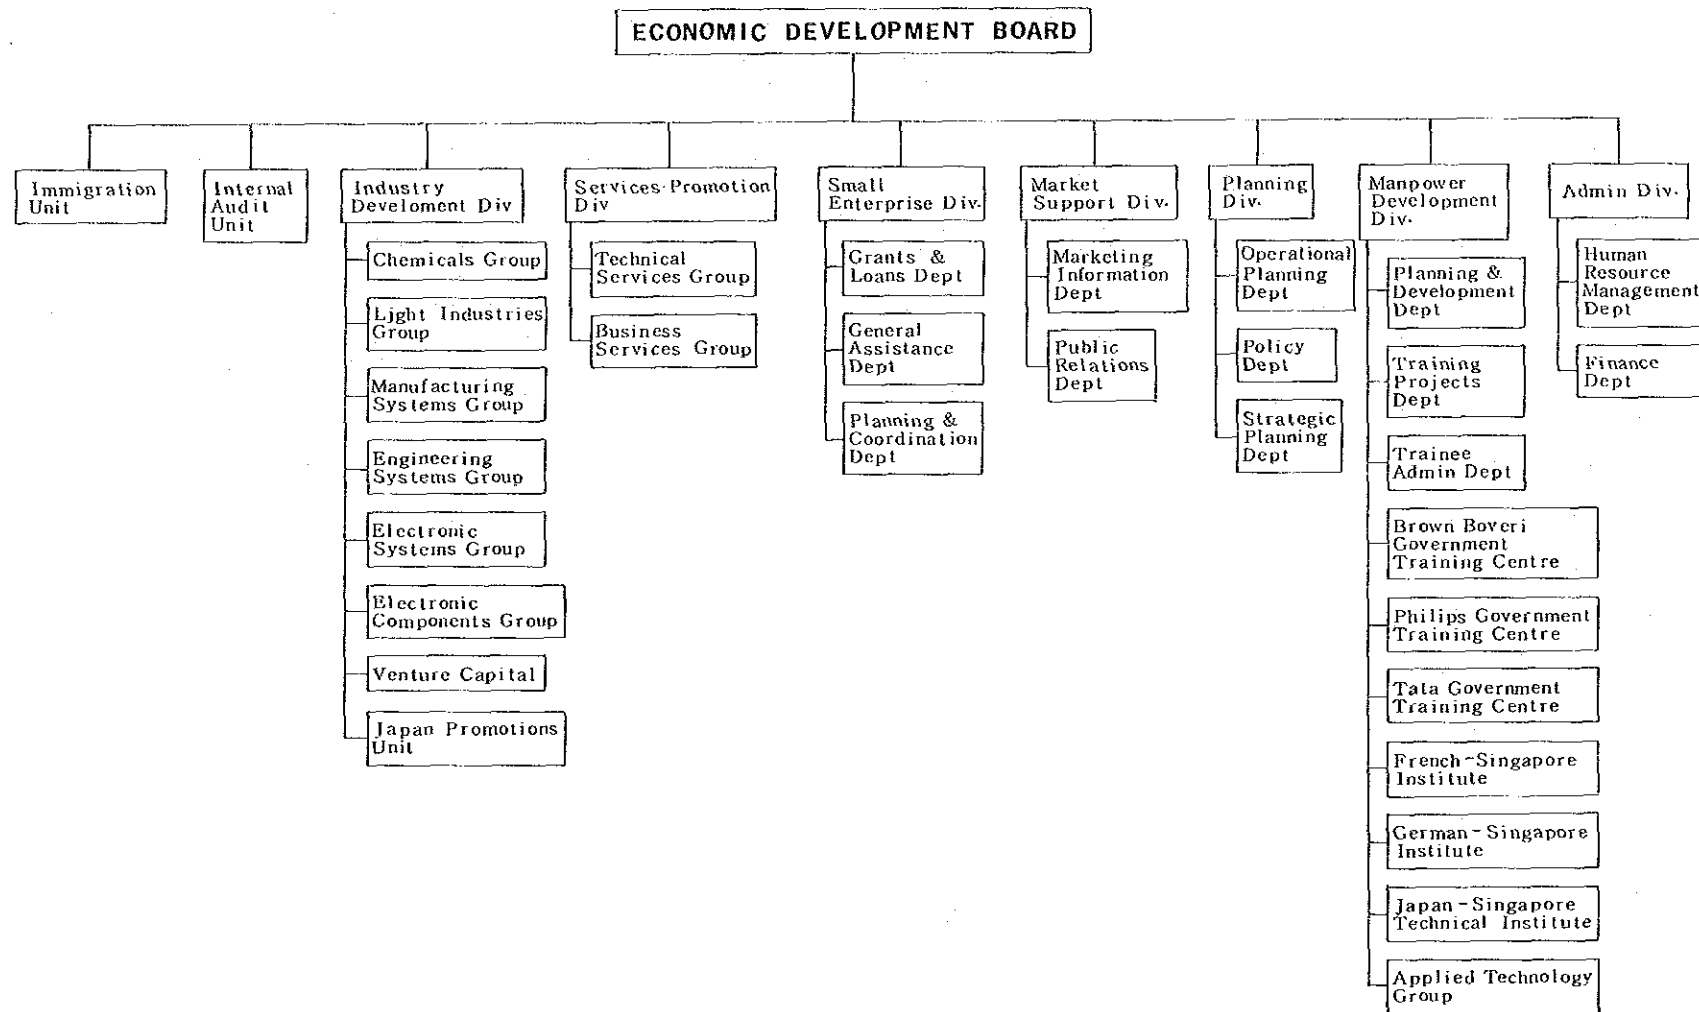 ECONOMIC DEVELOPMENT BOARD
Immigration
Unit
Internal
Audit
Unit
Industry
Develoment Div
Services-Promotion
Div
Small
Enterprise Div.
Market
Support Div.
Planning
Div.
Manpower
Development
Div.
Admin Div.
Chemicals Group
Light Industries
Group
Manufacturing
Systems Group
Engineering
Systems Group
Electronic
Systems Group
Electronic
Components Group
Venture Capital
Japan Promotions
Unit
Technical
Services Group
Business
Services Group
Grants &
Loans Dept
General
Assistance
Dept
Planning &
Coordination
Dept
Marketing
Information
Dept
Public
Relations
Dept
Operational
Planning
Dept
Policy
Dept
Strategic
Planning
Dept
Planning &
Development
Dept
Training
Projects
Dept
Trainee
Admin Dept
Brown Boveri
Government
Training Centre
Philips Government
Training Centre
Tata Government
Training Centre
French-Singapore
Institute
German-Singapore
Institute
Japan-Singapore
Technical Institute
Applied Technology
Group
Human
Resource
Management
Dept
Finance
Dept